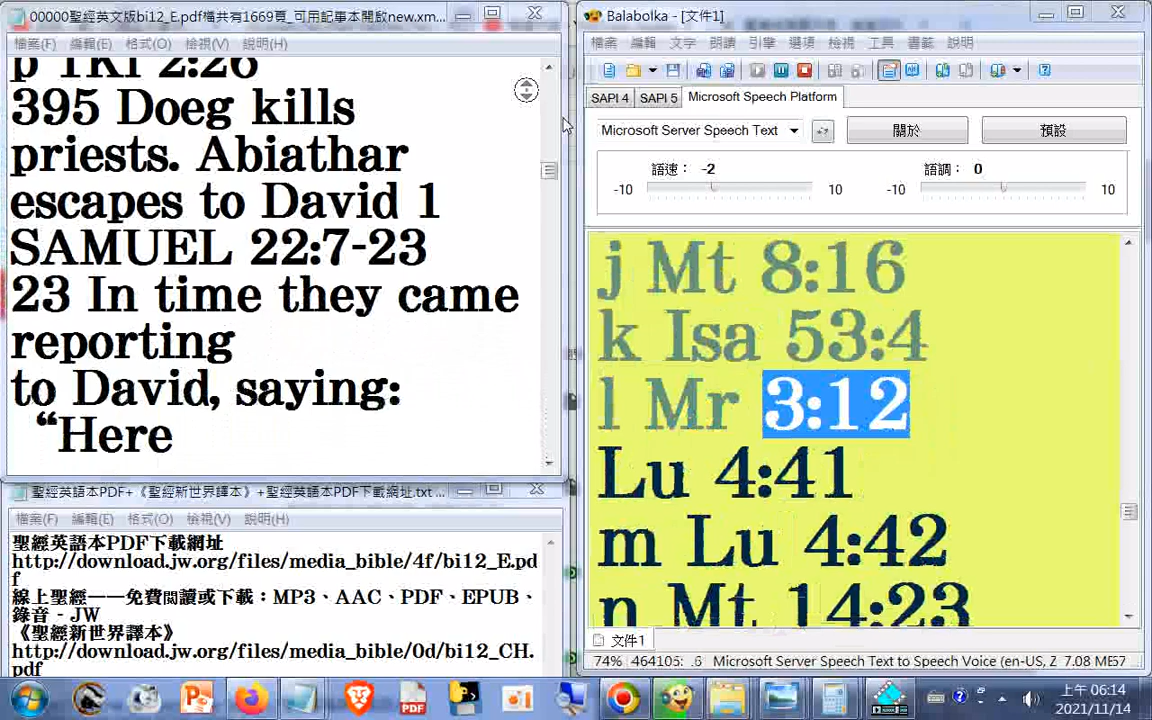 00000聖經英文版bi12_E.pdf檔共有1669頁_可用記事本開啟new.xm...
檔案(F) 編輯(E) 格式(O) 檢視(V) 說明(H)
p 1Ki 2:26
395 Doeg kills
priests. Abiathar
escapes to David 1
SAMUEL 22:7-23
23 In time they came
reporting
to David, saying:
“Here
聖經英語本PDF+《聖經新世界譯本》+聖經英語本PDF下載網址.txt ...
檔案(F) 編輯(E) 格式(O) 檢視(V) 說明(H)
聖經英語本PDF下載網址
http://download.jw.org/files/media_bible/4f/bi12_E.pd
f
線上聖經——免費閱讀或下載：MP3、AAC、PDF、EPUB、
錄音 - JW
《聖經新世界譯本》
http://download.jw.org/files/media_bible/0d/bi12_CH.
pdf
Balabolka - [文件1]
檔案 編輯 文字 朗讀 引擎 選項 檢視 工具 書籤 說明
SAPI 4 SAPI 5 Microsoft Speech Platform
Microsoft Server Speech Text 關於 預設
語速： -2 語調： 0
-10 10 -10 10
j Mt 8:16
k Isa 53:4
l Mr 3:12
Lu 4:41
m Lu 4:42
n Mt 14:23
文件1
74% 464105: .6 Microsoft Server Speech Text to Speech Voice (en-US, Z 7.08 ME57
上午 06:14
2021/11/14